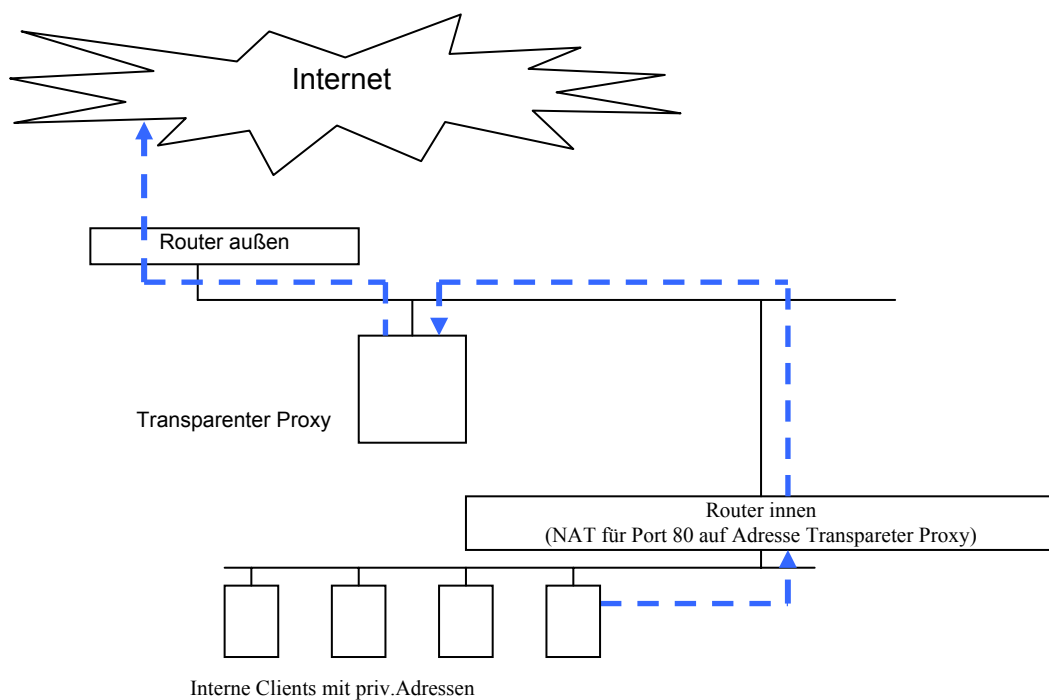 Internet
Router außen
Transparenter Proxy
Router innen
(NAT für Port 80 auf Adresse Transpareter Proxy)
Interne Clients mit priv.Adressen